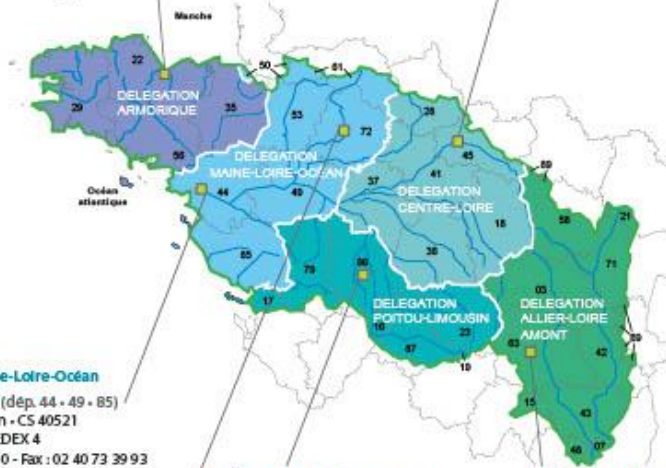 Manche
50
61
22
DELEGATION
ARMORIQUE
29
35
56
53
72
28
45
DELEGATION
MAINE-LOIRE-OCÉAN
Océan
atlantique
44
49
37
41
DELEGATION
CENTRE-LOIRE
18
36
89
58
21
71
85
79
86
17
DELEGATION
POITOU-LIMOUSIN
16
23
87
19
03
DELEGATION
ALLIER-LOIRE
AMONT
63
69
42
15
43
48
07
e-Loire-Océan
(dép. 44 • 49 • 85)
n • CS 40521
DEX 4
0 - Fax : 02 40 73 39 93